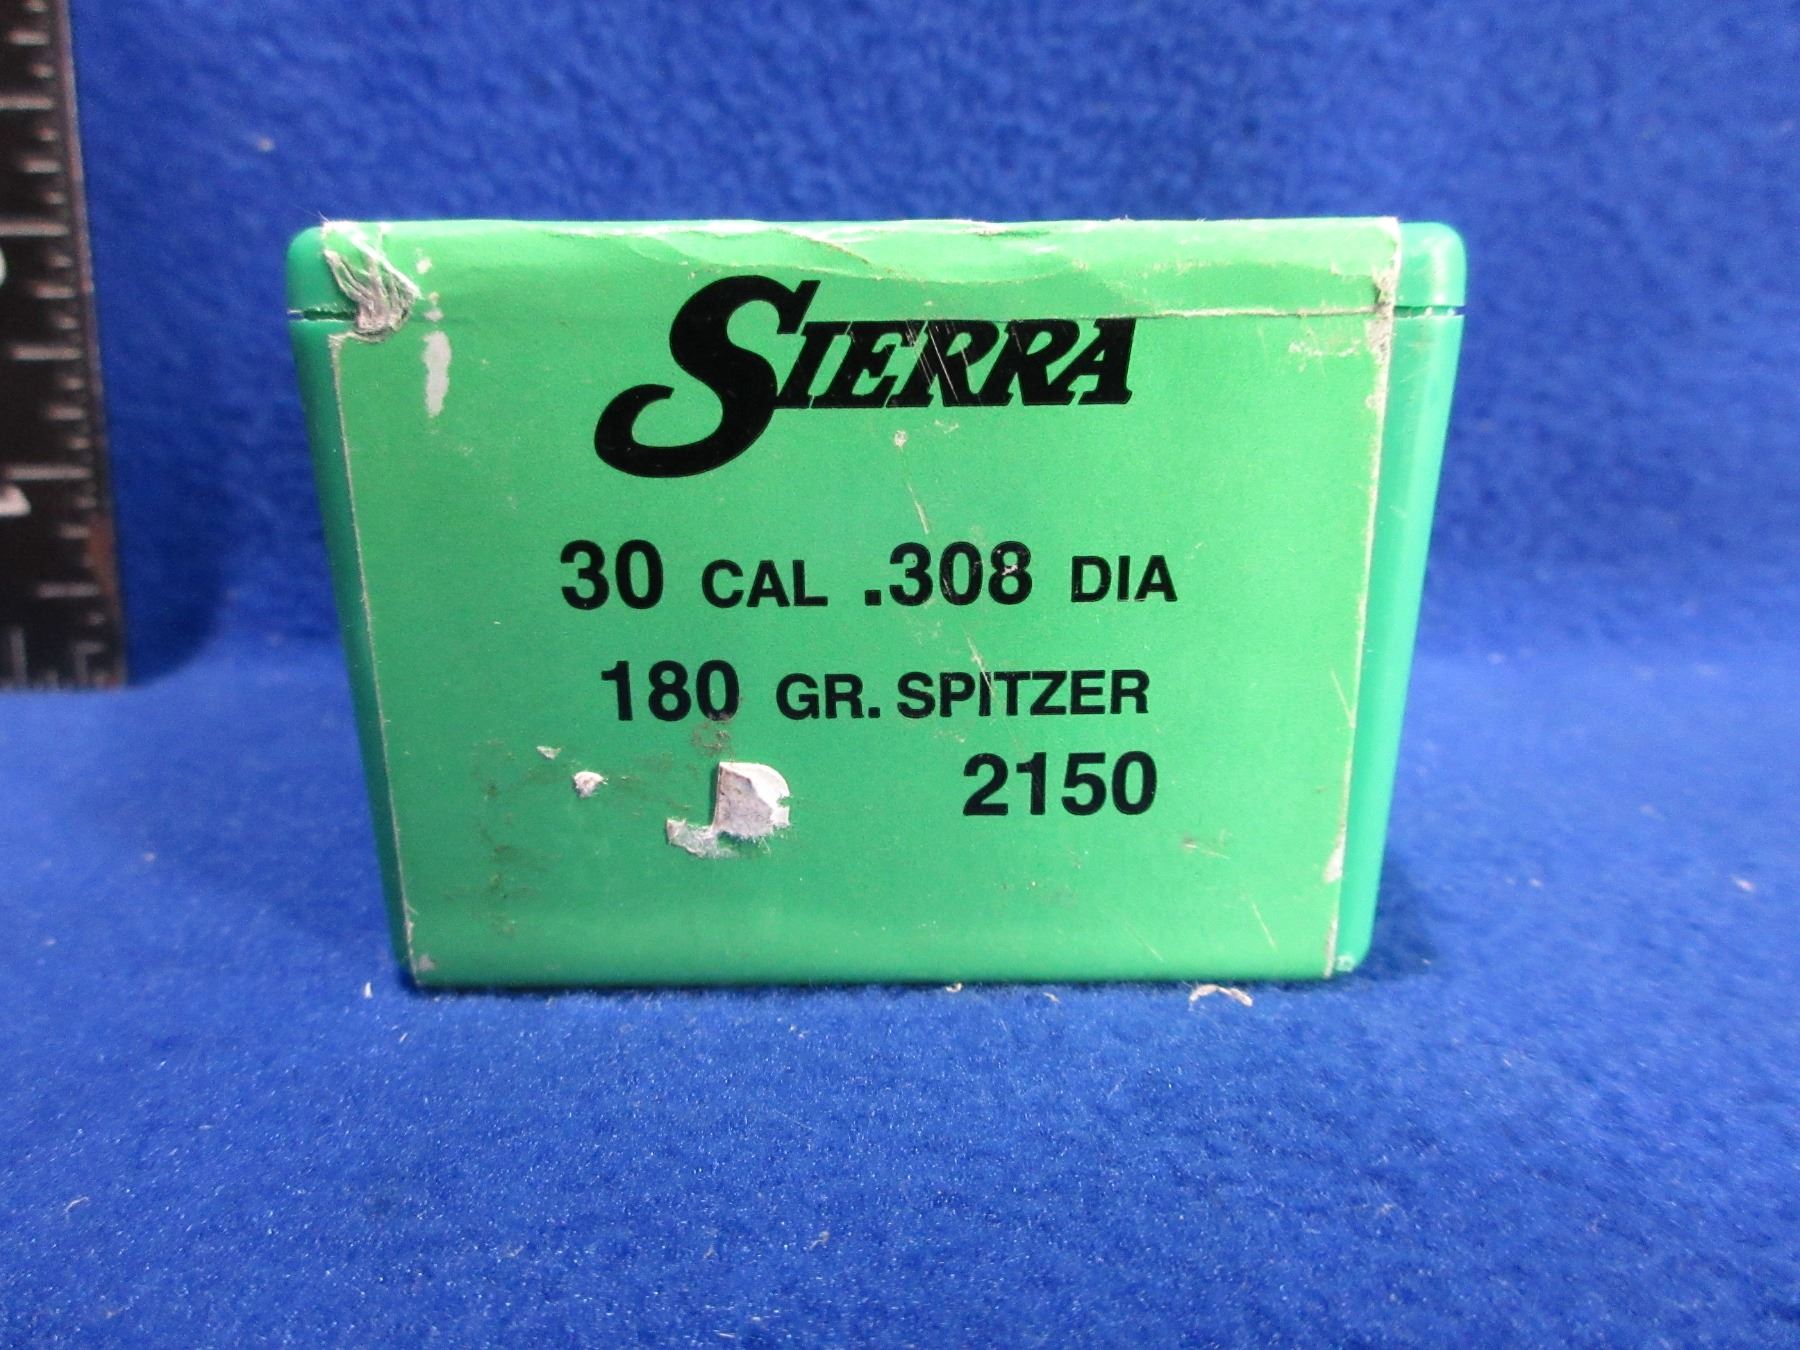 SIERRA
30 CAL .308 DIA
180 GR. SPITZER
2150